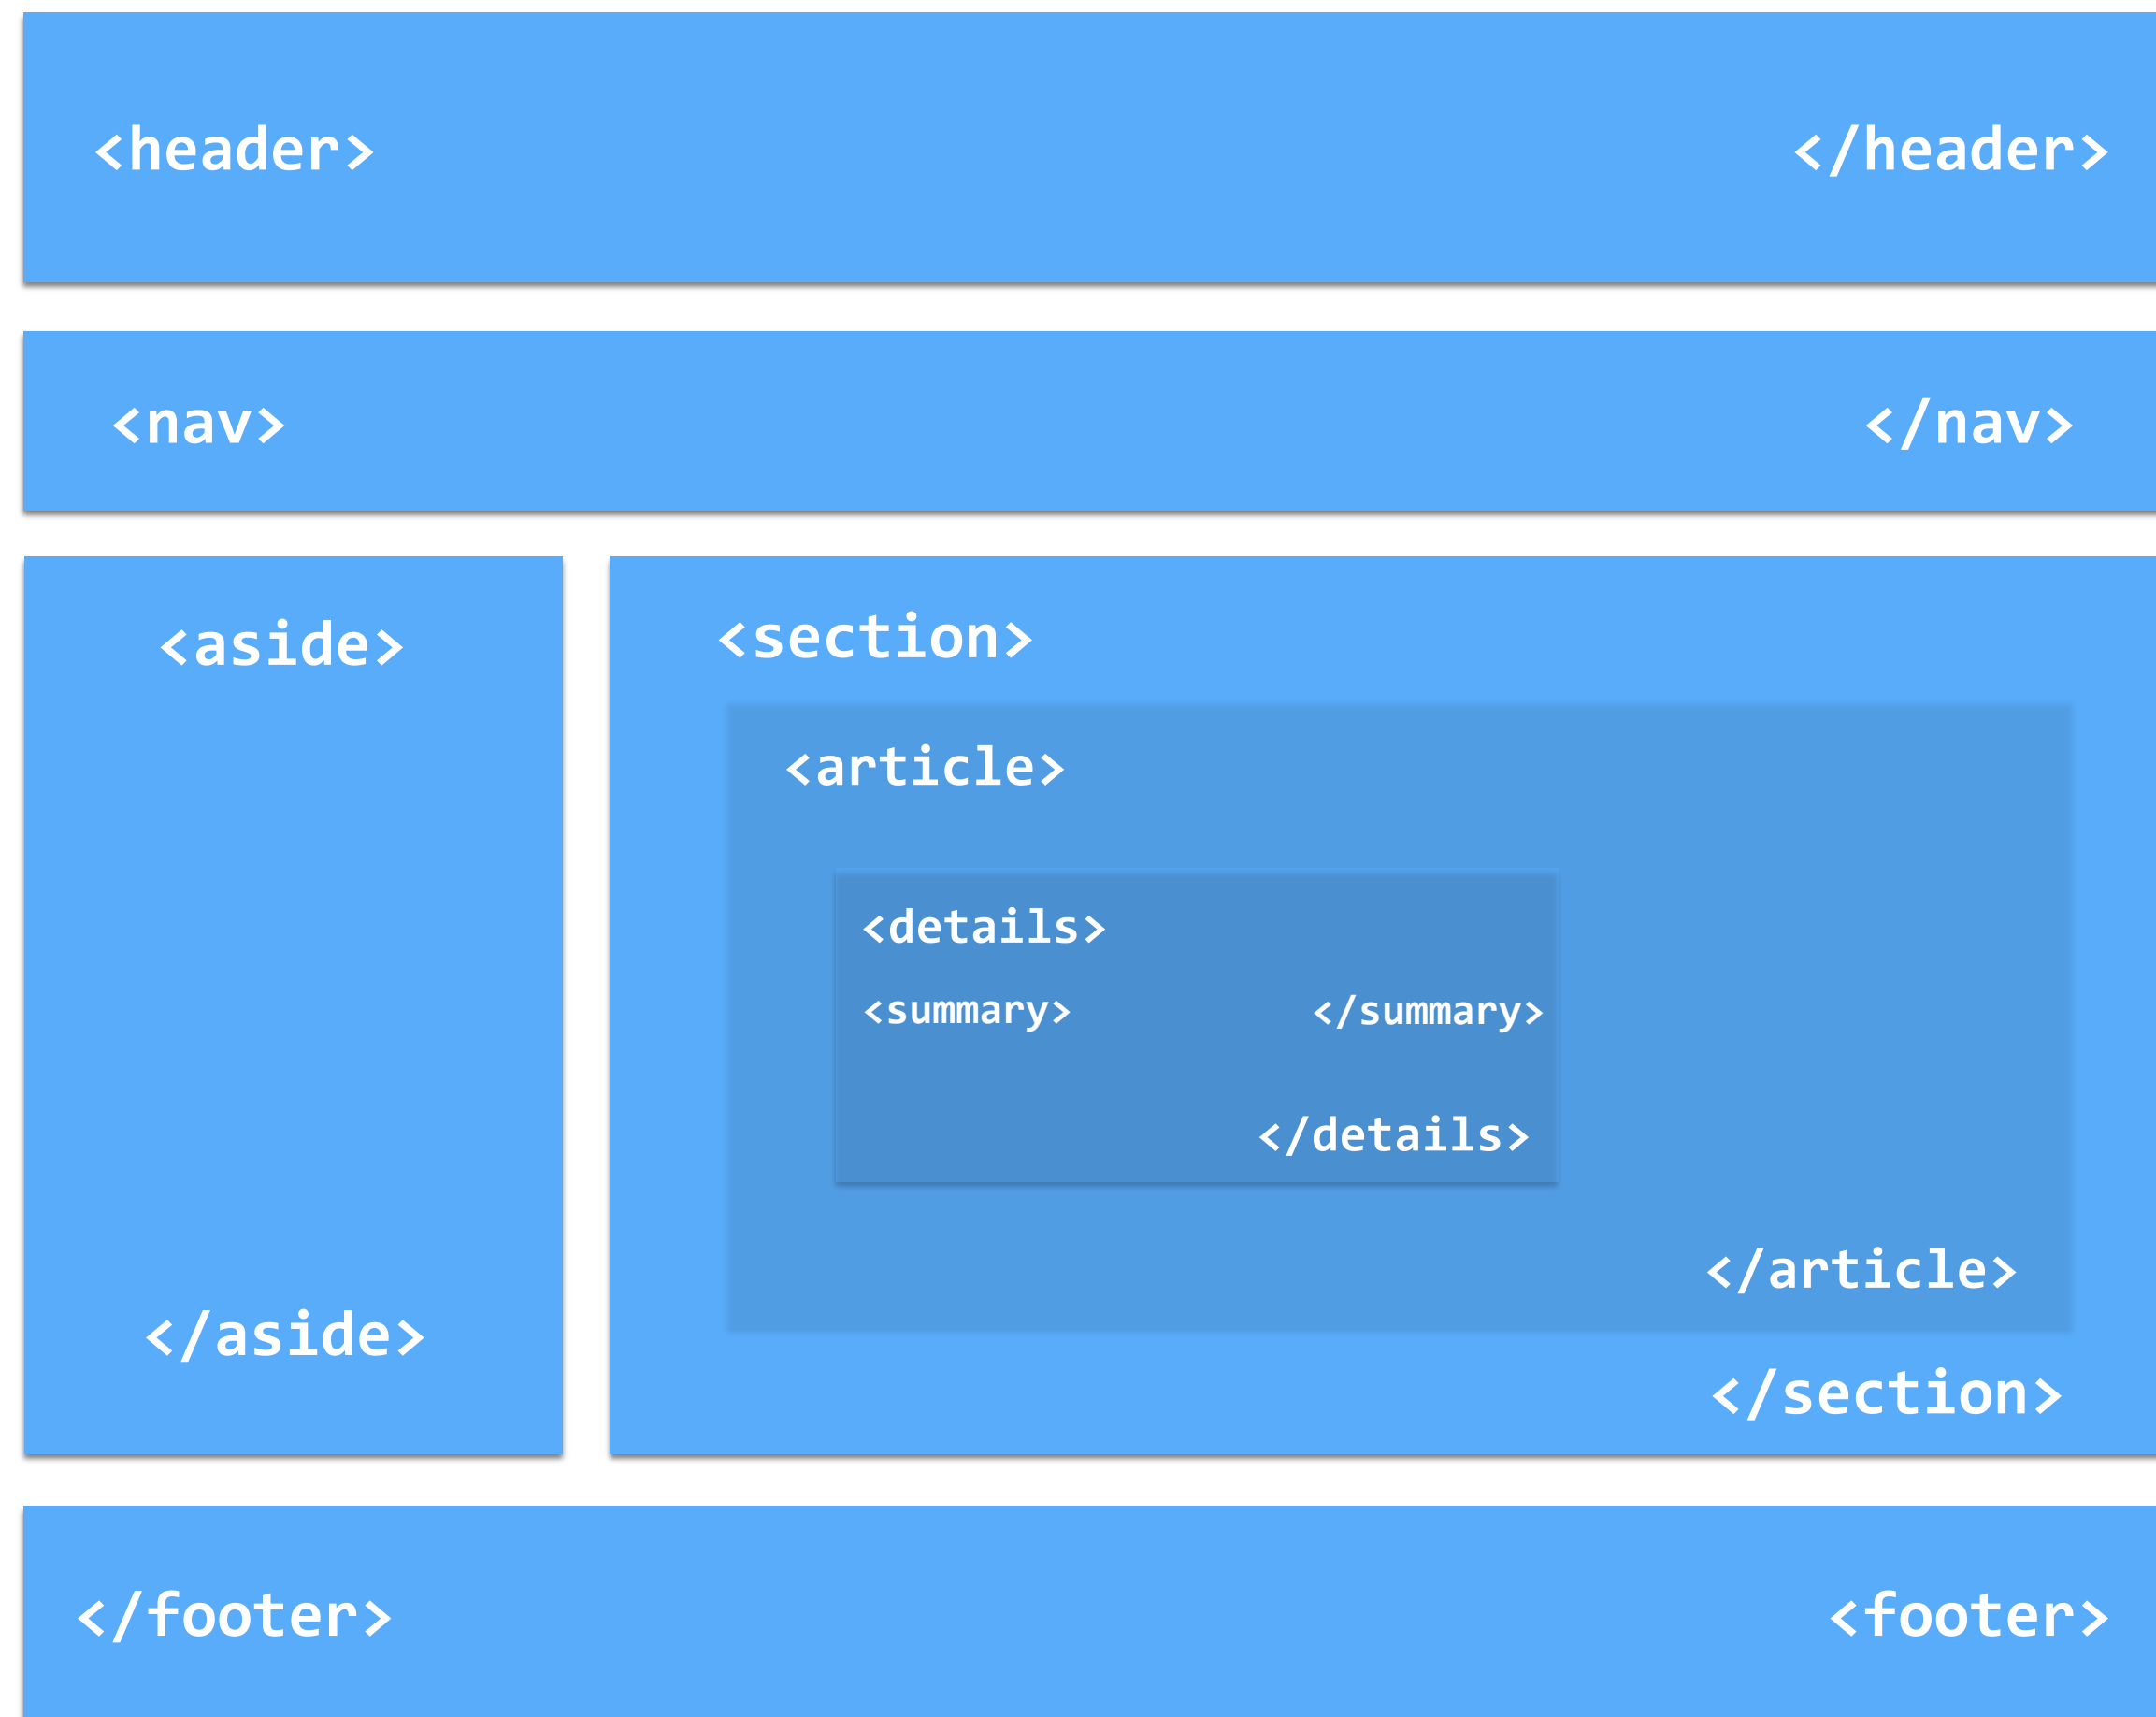 <header> </header>
<nav> </nav>
<aside>
</aside>
<section>
<article>
<details>
<summary> </summary>
</details>
</article>
</section>
</footer> <footer>